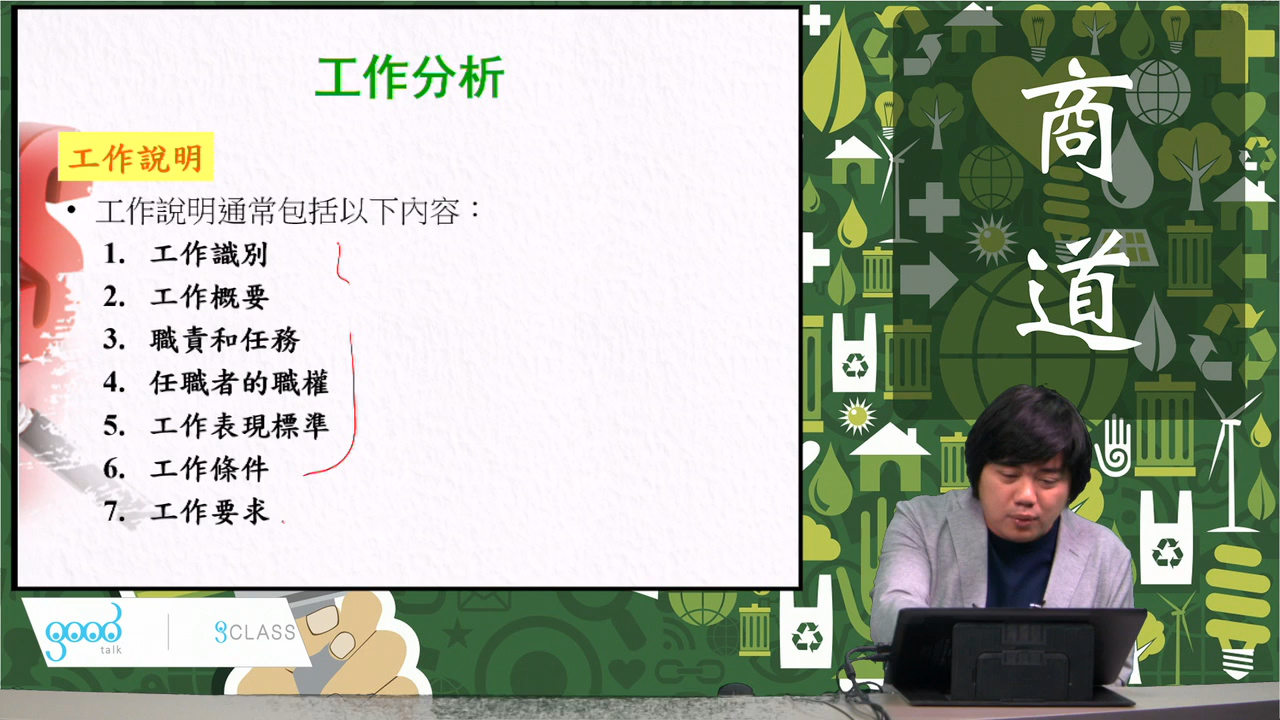 工作分析
工作說明
• 工作說明通常包括以下內容：
1. 工作識別
2. 工作概要
3. 職責和任務
4. 任職者的職權
5. 工作表現標準
6. 工作條件
7. 工作要求
商
道
good
talk
gCLASS